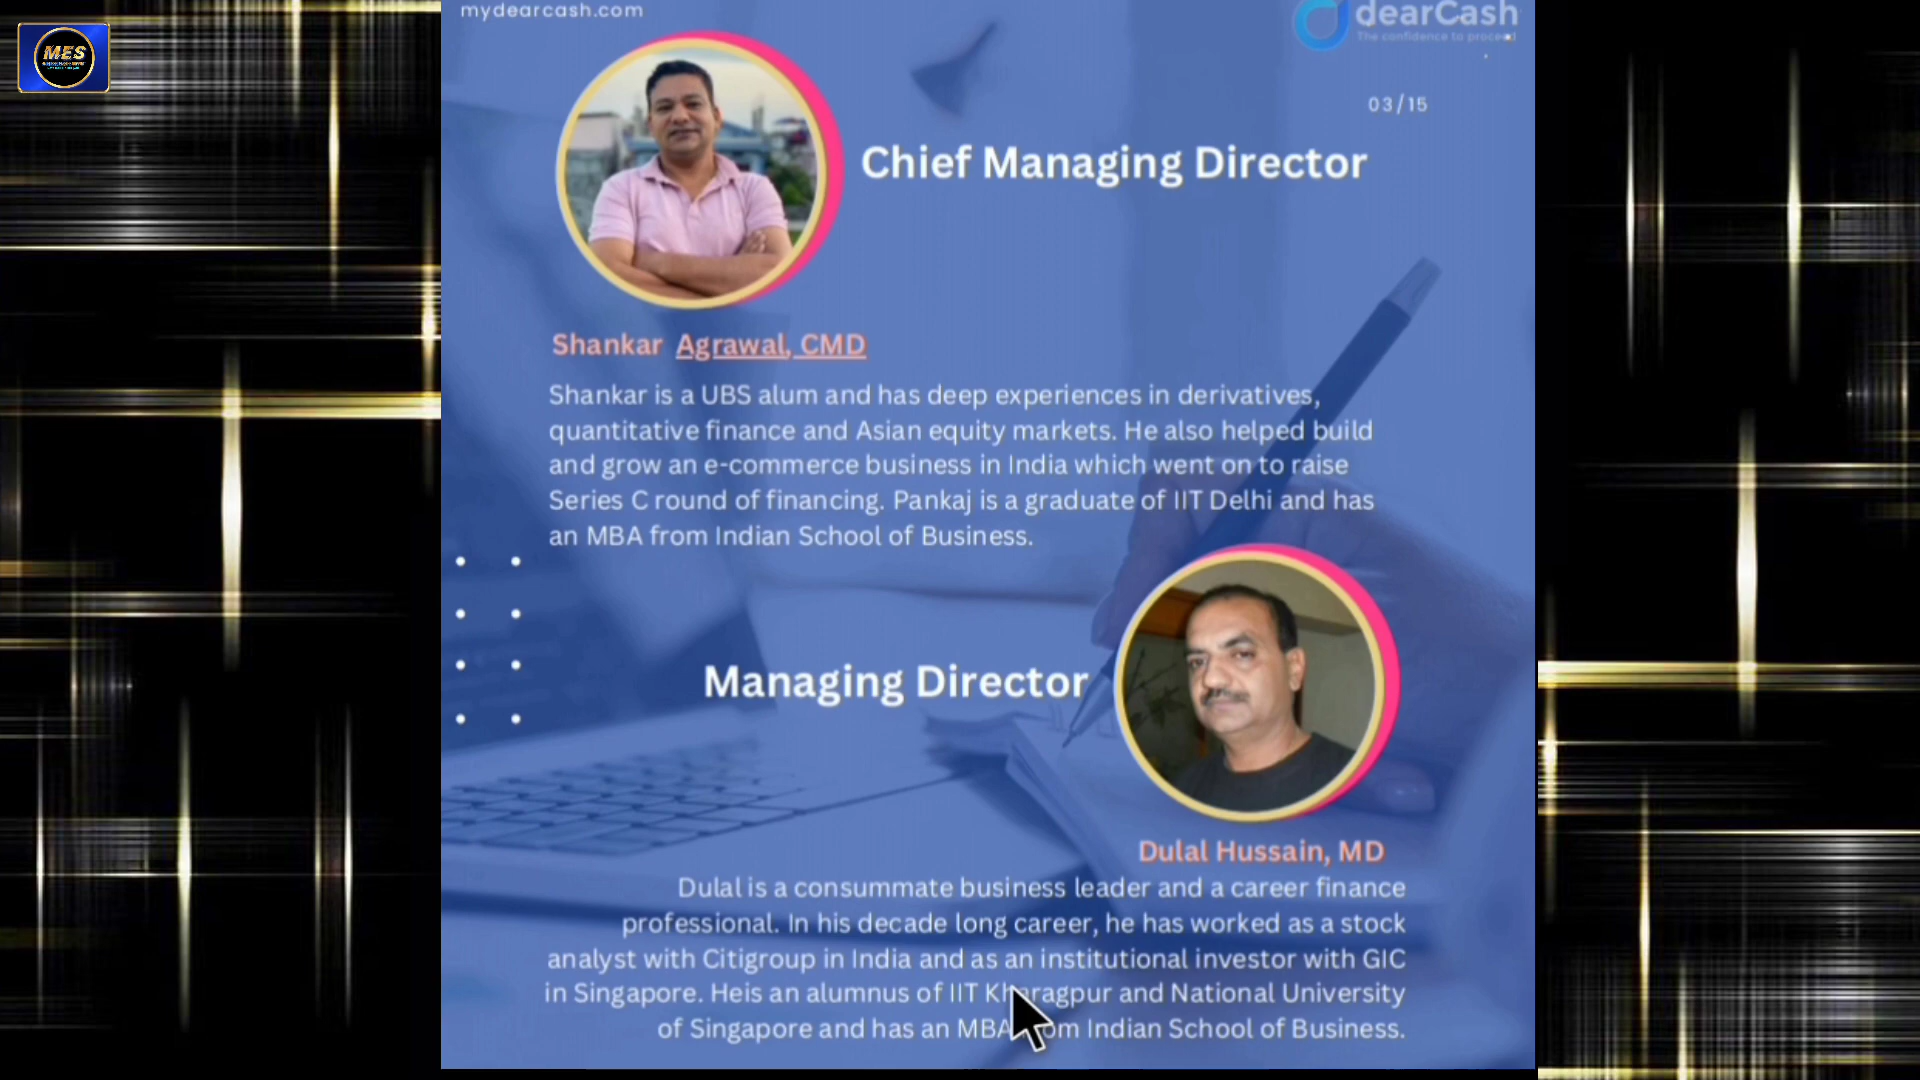 mydearcash.com
dearCash
The confidence to proceed
MES
03/15
Chief Managing Director
Shankar Agrawal, CMD
Shankar is a UBS alum and has deep experiences in derivatives,
quantitative finance and Asian equity markets. He also helped build
and grow an e-commerce business in India which went on to raise
Series C round of financing. Pankaj is a graduate of IIT Delhi and has
an MBA from Indian School of Business.
Managing Director
Dulal Hussain, MD
Dulal is a consummate business leader and a career finance
professional. In his decade long career, he has worked as a stock
analyst with Citigroup in India and as an institutional investor with GIC
in Singapore. Heis an alumnus of IIT Kharagpur and National University
of Singapore and has an MBA from Indian School of Business.